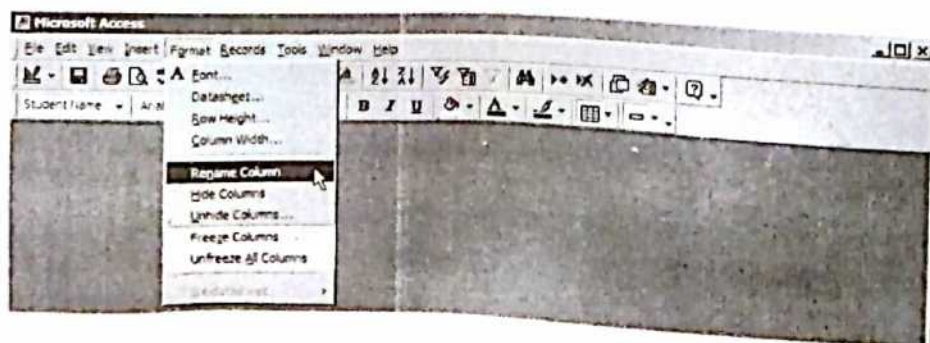 Microsoft Access
File Edit View Insert Format Records Tools Window Help
Font...
Student Name Arial B I U A
Datasheet...
Row Height...
Column Width...
Rename Column
Hide Columns
Unhide Columns...
Freeze Columns
Unfreeze All Columns